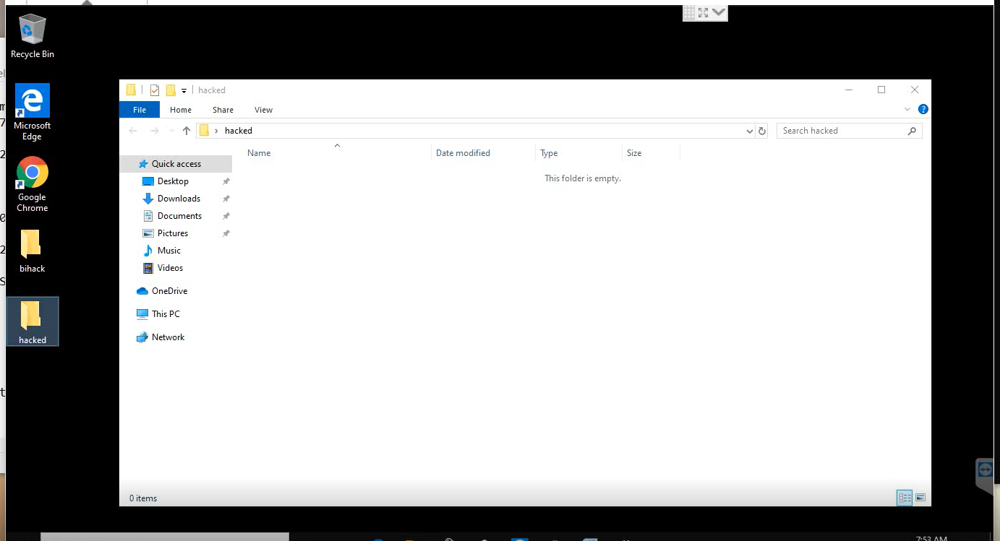 Recycle Bin
Microsoft
Edge
Google
Chrome
bihack
hacked
hacked
File Home Share View
hacked
Search hacked
Name Date modified Type Size
This folder is empty.
Quick access
Desktop
Downloads
Documents
Pictures
Music
Videos
OneDrive
This PC
Network
0 items
7:53 AM